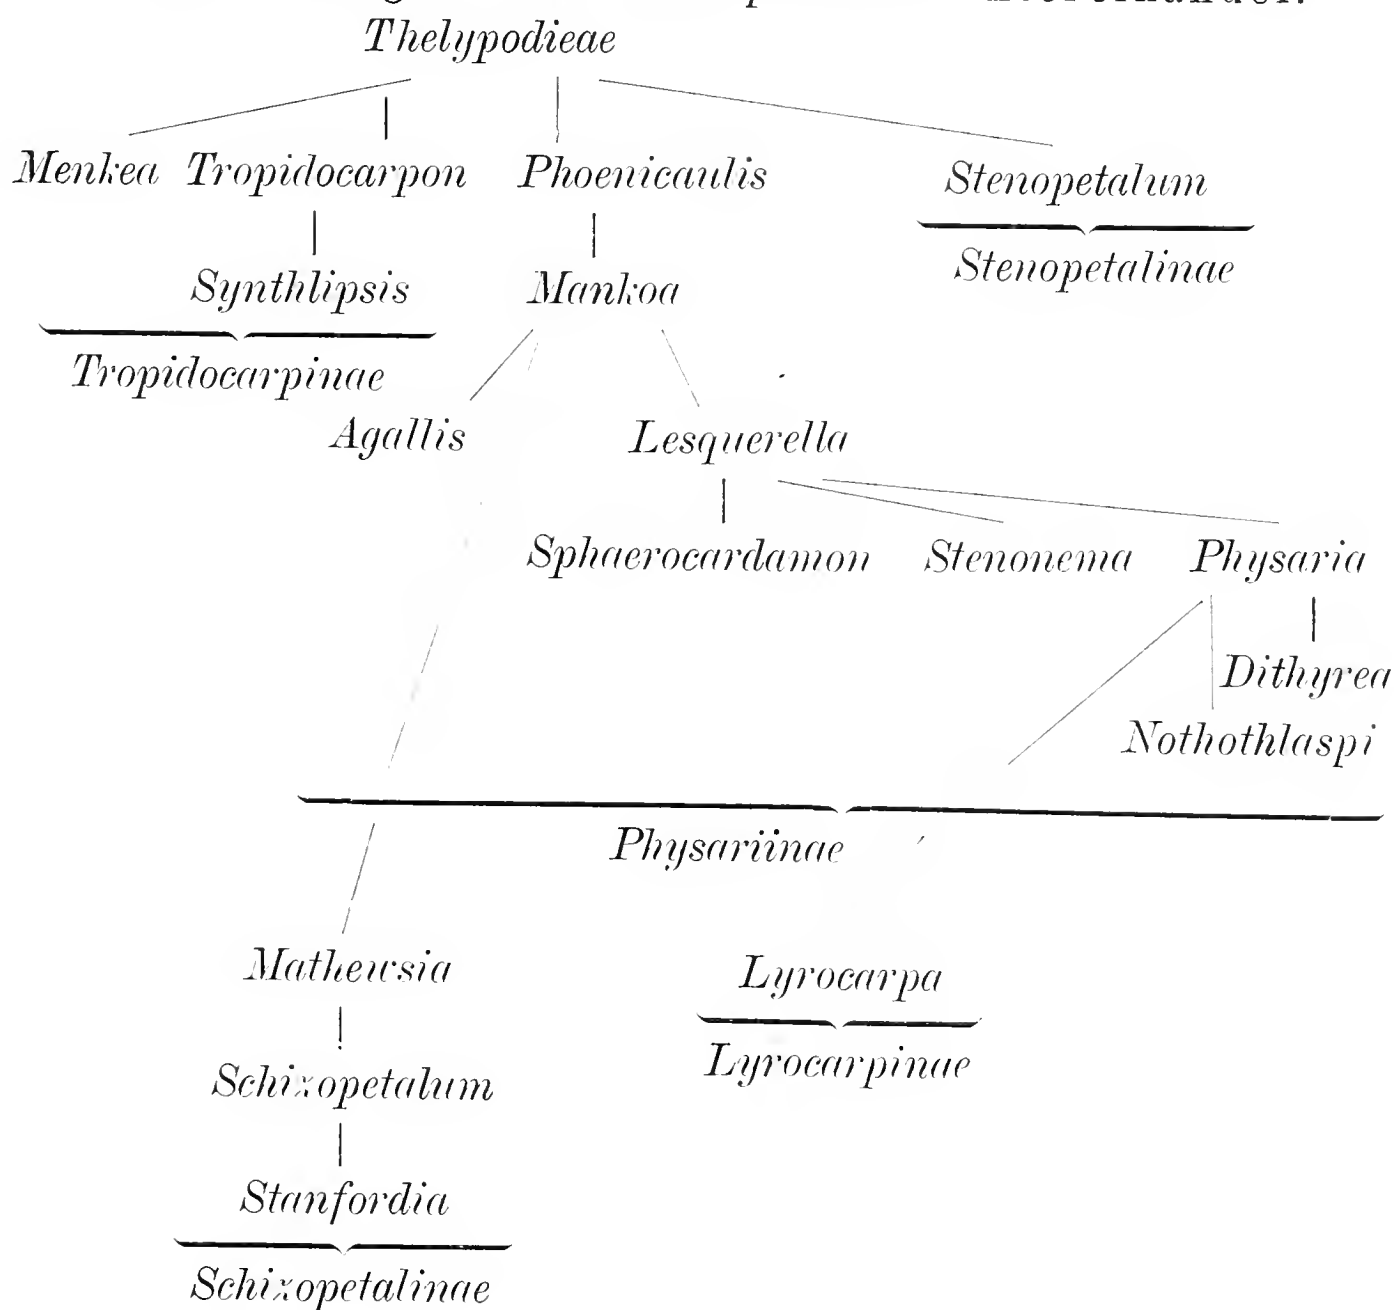 Thelypodieae
Menkea Tropidocarpon Phoenicaulis Stenopetalum
Stenopetalinae
Synthlipsis Mankoa
Tropidocarpinae
Agallis Lesquerella
Sphaerocardamon Stenonema Physaria
Dithyrea
Nothothlaspi
Physariinae
Mathewsia Lyrocarpa
Lyrocarpinae
Schizopetalum
Stanfordia
Schizopetalinae